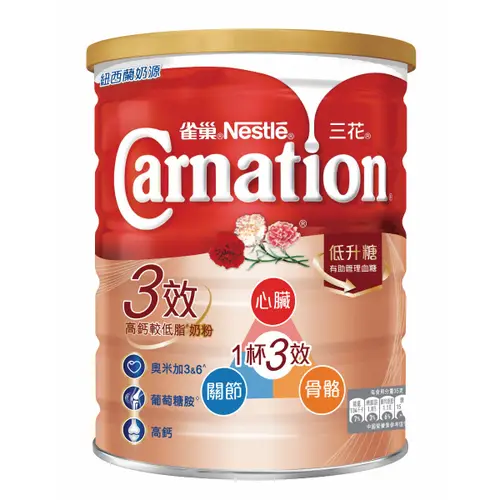 紐西蘭奶源
雀巢® Nestlé® 三花®
Carnation®
®
低升糖
有助管理血糖
3效
高鈣較低脂*奶粉
心臟
1杯3效
關節
骨骼
奧米加3&6^
葡萄糖胺◊
高鈣